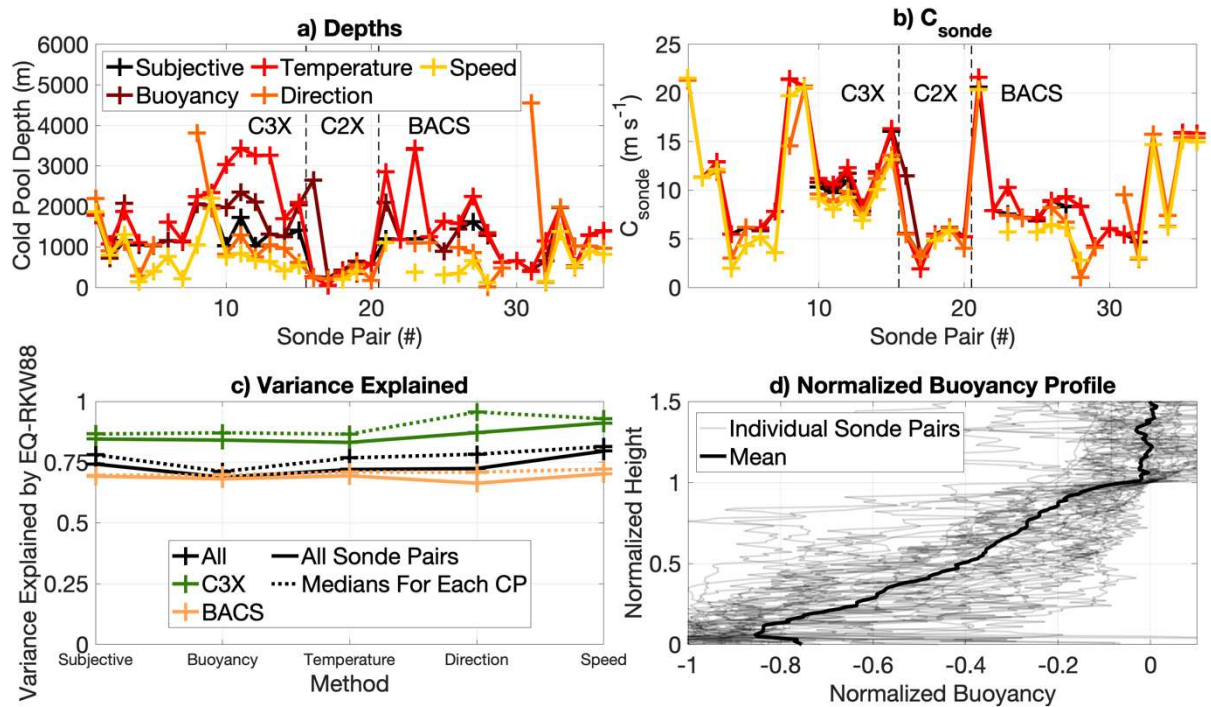 a) Depths
6000
5000
4000
3000
2000
1000
0
Cold Pool Depth (m)
Subjective
Temperature
Speed
Buoyancy
Direction
C3X
C2X
BACS
10
20
30
Sonde Pair (#)
b) C_sonde
25
20
15
10
5
0
C_sonde (m s⁻¹)
C3X
C2X
BACS
10
20
30
Sonde Pair (#)
c) Variance Explained
1
0.75
0.5
0.25
0
Variance Explained by EQ-RKW88
All
All Sonde Pairs
C3X
Medians For Each CP
BACS
Subjective
Buoyancy
Temperature
Direction
Speed
Method
d) Normalized Buoyancy Profile
1.5
1
0.5
0
Normalized Height
Individual Sonde Pairs
Mean
-1
-0.8
-0.6
-0.4
-0.2
0
Normalized Buoyancy